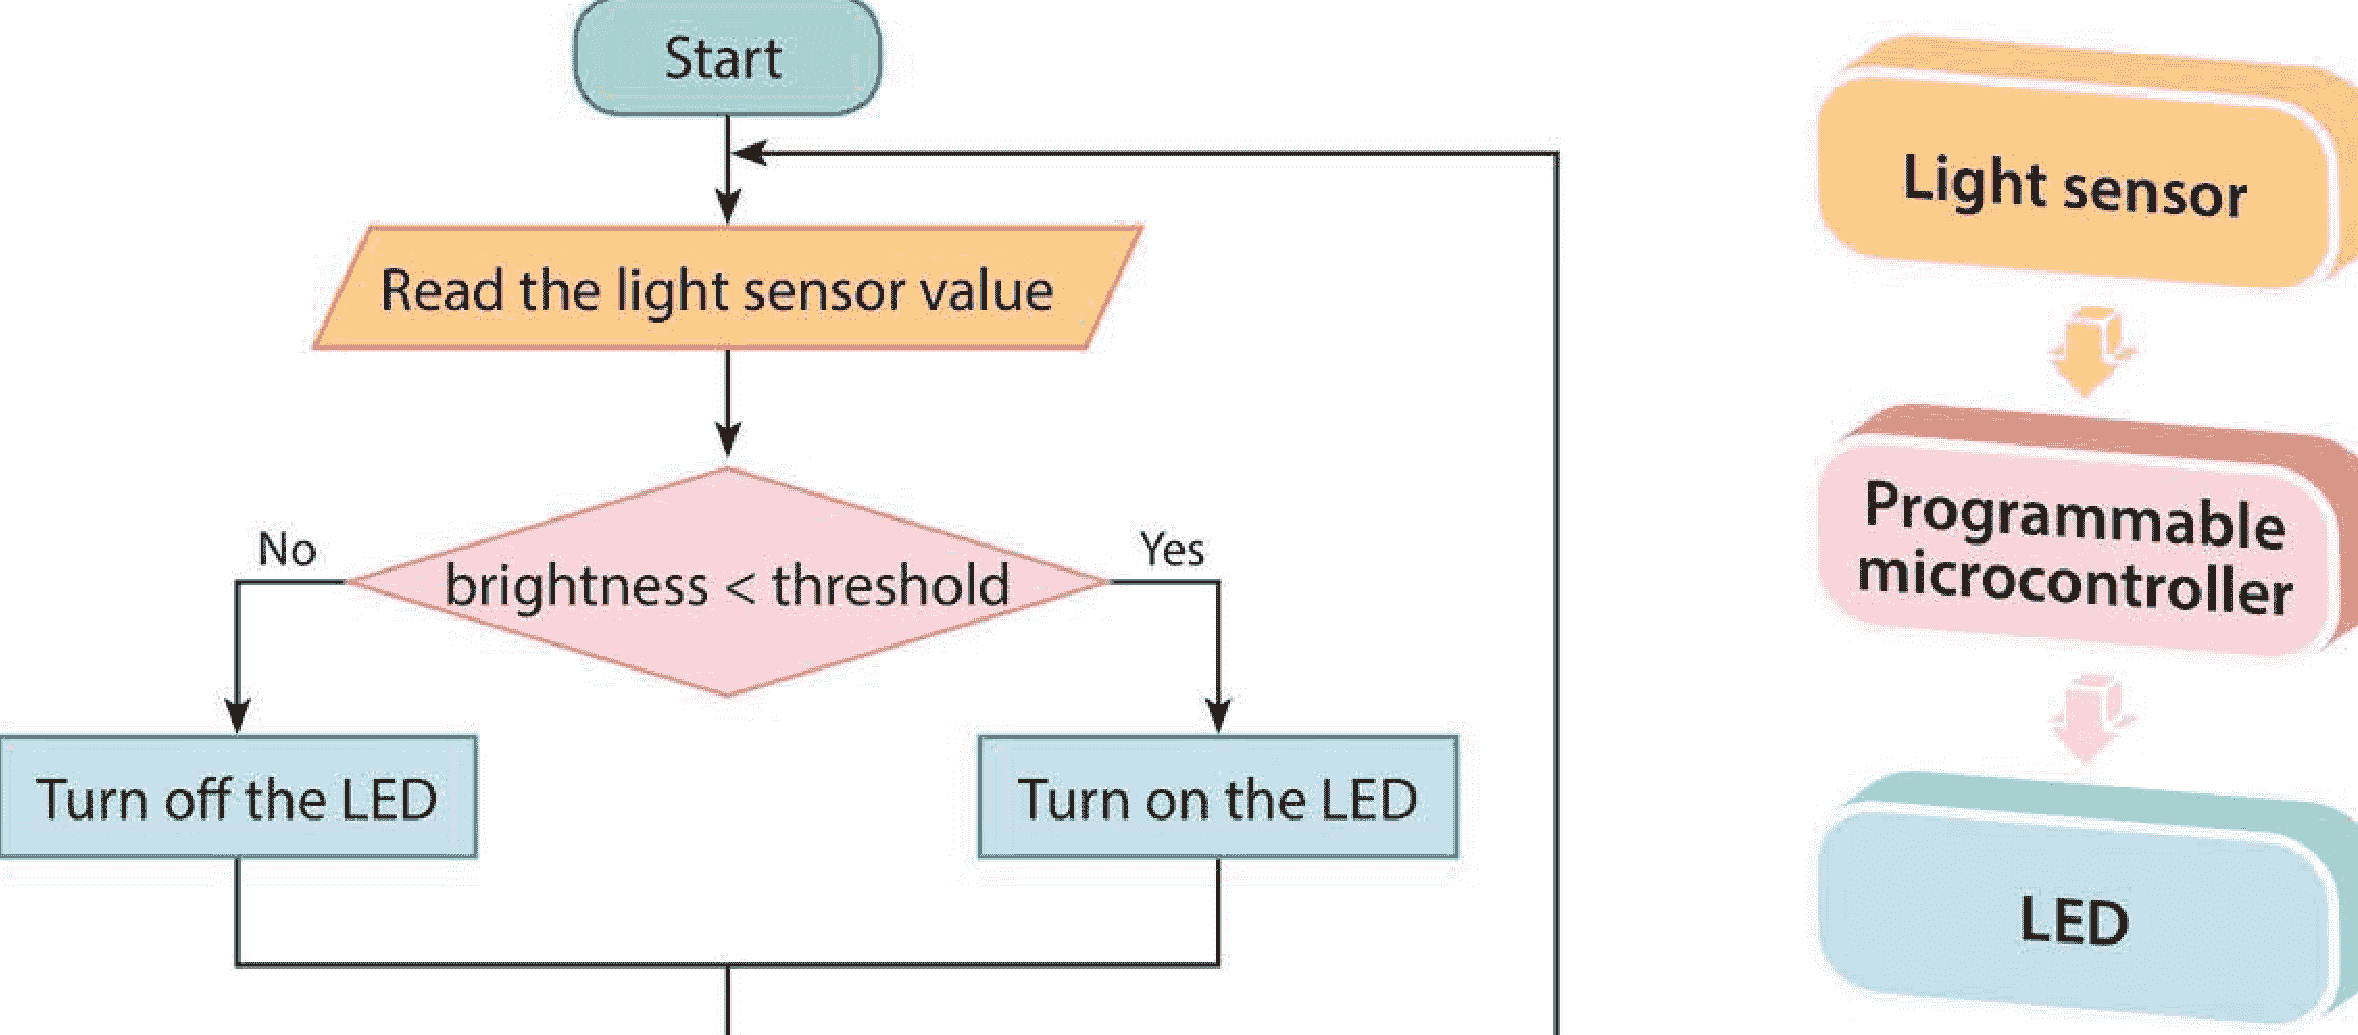 Start
Read the light sensor value
No
Yes
brightness < threshold
Turn off the LED
Turn on the LED
Light sensor
Programmable
microcontroller
LED